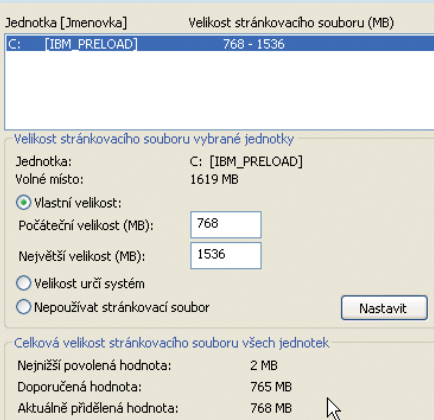 Jednotka [Jmenovka] Velikost stránkovacího souboru (MB)
C: [IBM_PRELOAD] 768 - 1536
Velikost stránkovacího souboru vybrané jednotky
Jednotka: C: [IBM_PRELOAD]
Volné místo: 1619 MB
Vlastní velikost:
Počáteční velikost (MB): 768
Největší velikost (MB): 1536
Velikost určí systém
Nepoužívat stránkovací soubor Nastavit
Celková velikost stránkovacího souboru všech jednotek
Nejnižší povolená hodnota: 2 MB
Doporučená hodnota: 765 MB
Aktuálně přidělená hodnota: 768 MB